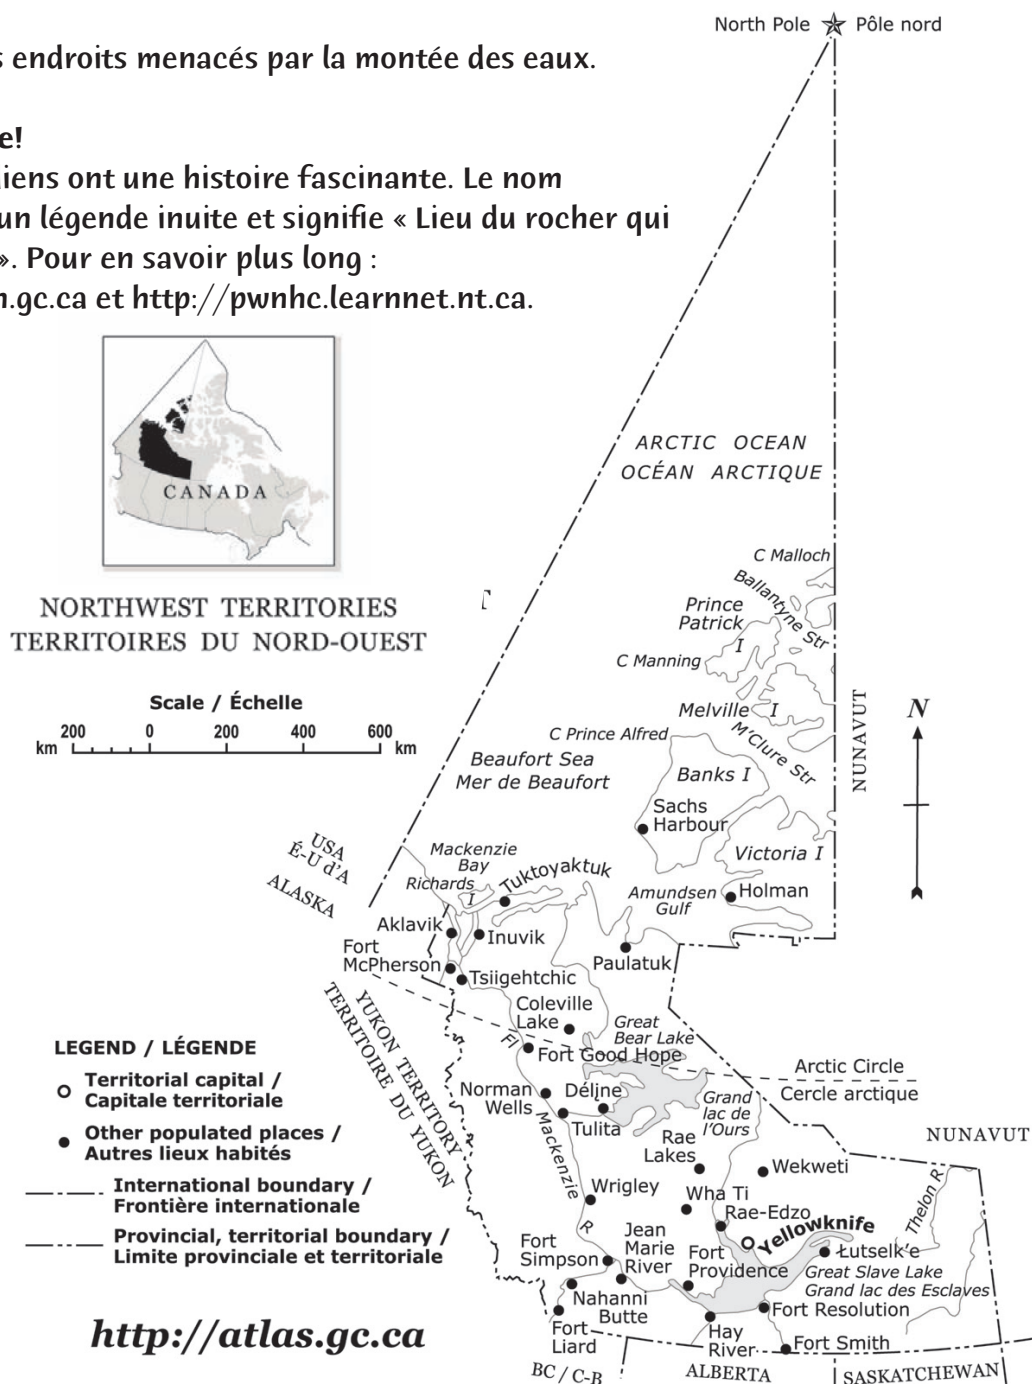 North Pole Pôle nord
endroits menacés par la montée des eaux.
e!
iens ont une histoire fascinante. Le nom
un légende inuite et signifie « Lieu du rocher qui
». Pour en savoir plus long :
n.gc.ca et http://pwnhc.learnnet.nt.ca.
CANADA
NORTHWEST TERRITORIES
TERRITOIRES DU NORD-OUEST
Scale / Échelle
200 0 200 400 600
km km
ARCTIC OCEAN
OCÉAN ARCTIQUE
C Malloch
Ballantyne Str
Prince
Patrick
I
C Manning
Melville I
M'Clure Str
C Prince Alfred
Beaufort Sea
Mer de Beaufort
Banks I
Sachs
Harbour
NUNAVUT
N
Victoria I
USA
É-U d'A
ALASKA
Mackenzie
Bay
Richards
I
Tuktoyaktuk
Amundsen
Gulf
Holman
Aklavik
Inuvik
Fort
McPherson
Paulatuk
Tsiigehtchic
YUKON TERRITORY
TERRITOIRE DU YUKON
Coleville
Lake
Great
Bear Lake
Fl
Fort Good Hope
Arctic Circle
Cercle arctique
Norman
Wells
Déline
Grand
lac de
l'Ours
Tulita
Mackenzie
R
Rae
Lakes
Wekweti
NUNAVUT
Wrigley
Wha Ti
Rae-Edzo
Thelon R
Yellowknife
Jean
Marie
River
Fort
Simpson
Fort
Providence
Łutselk'e
Great Slave Lake
Grand lac des Esclaves
Nahanni
Butte
Fort Resolution
Fort
Liard
Hay
River
Fort Smith
BC / C-B
ALBERTA
SASKATCHEWAN
LEGEND / LÉGENDE
Territorial capital /
Capitale territoriale
Other populated places /
Autres lieux habités
International boundary /
Frontière internationale
Provincial, territorial boundary /
Limite provinciale et territoriale
http://atlas.gc.ca